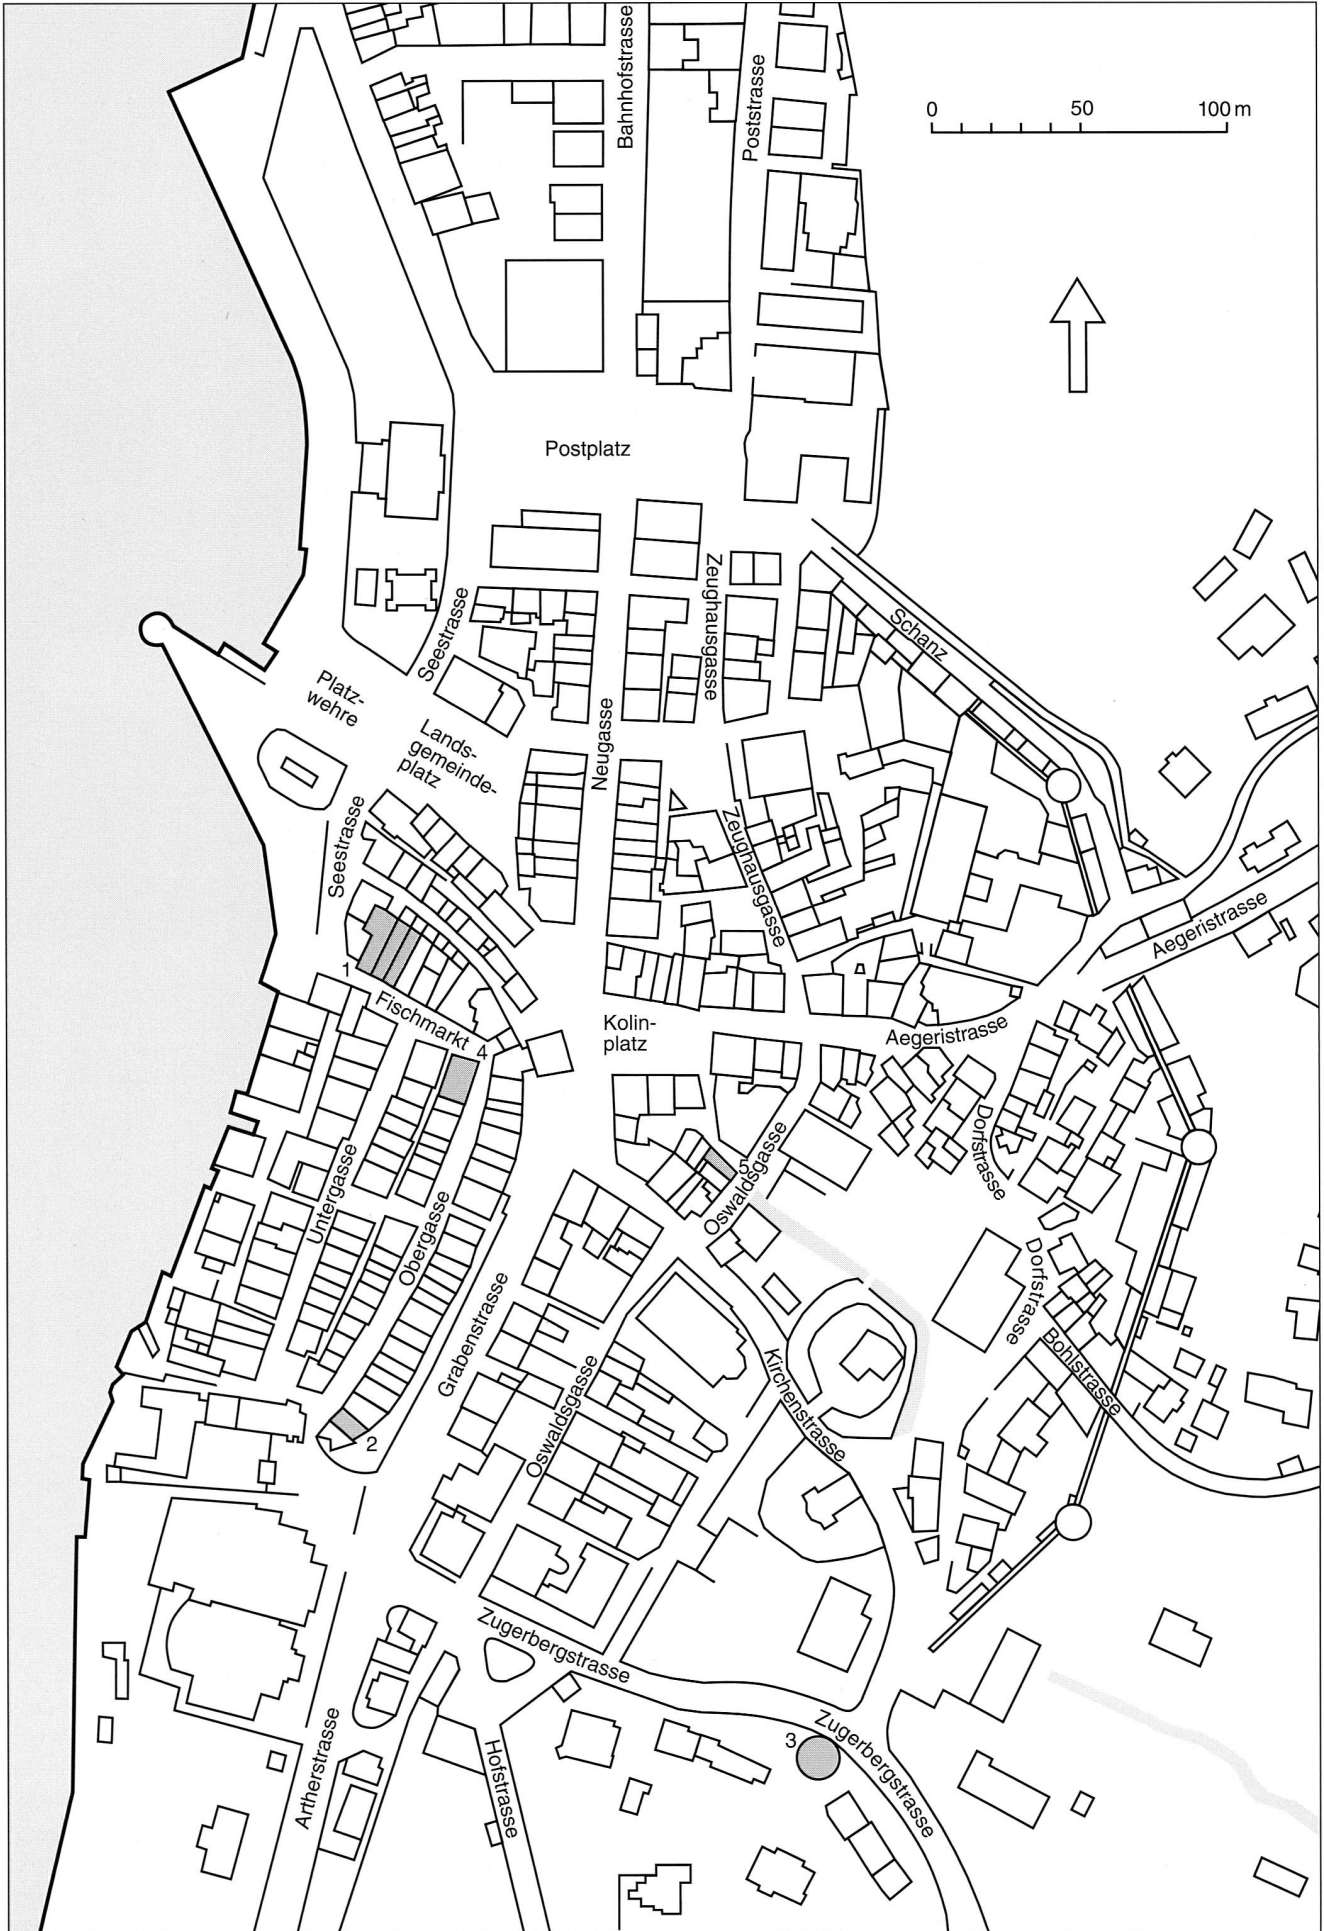 Bahnhofstrasse
Poststrasse
0 50 100 m
Postplatz
Zeughausgasse
Schanz
Seestrasse
Platz-
wehre
Lands-
gemeinde-
platz
Neugasse
Seestrasse
Zeughausgasse
Aegeristrasse
1
Fischmarkt
4
Kolin-
platz
Aegeristrasse
Dorfstrasse
5
Oswaldsgasse
Untergasse
Obergasse
Dorfstrasse
Grabenstrasse
Bohlstrasse
Kirchenstrasse
Oswaldsgasse
2
Zugerbergstrasse
3
Zugerbergstrasse
Artherstrasse
Hofstrasse